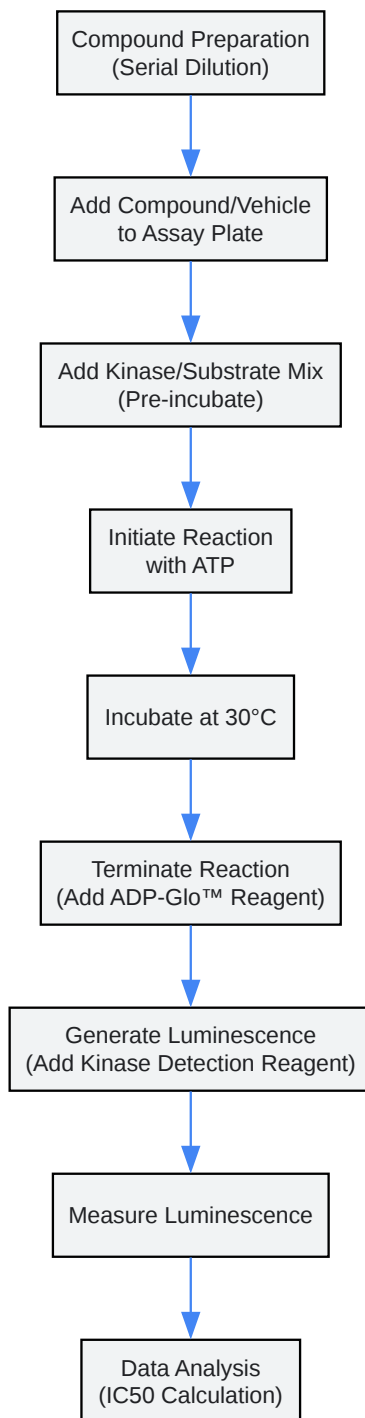 Compound Preparation
(Serial Dilution)
Add Compound/Vehicle
to Assay Plate
Add Kinase/Substrate Mix
(Pre-incubate)
Initiate Reaction
with ATP
Incubate at 30°C
Terminate Reaction
(Add ADP-Glo™ Reagent)
Generate Luminescence
(Add Kinase Detection Reagent)
Measure Luminescence
Data Analysis
(IC50 Calculation)